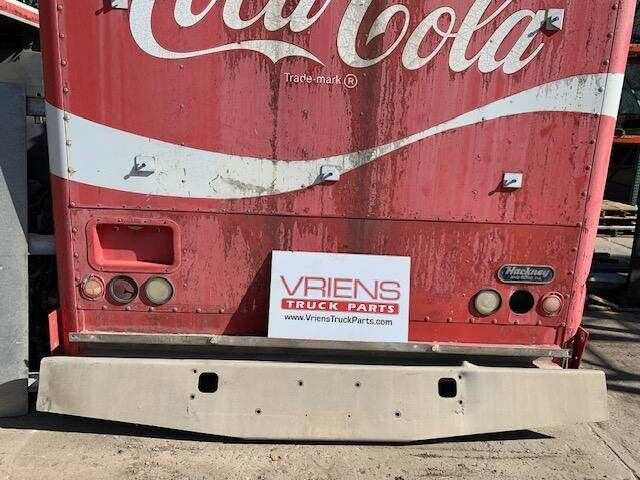 Coca-Cola
Trade-mark ®
VRIENS
TRUCK PARTS
www.VriensTruckParts.com
Hackney